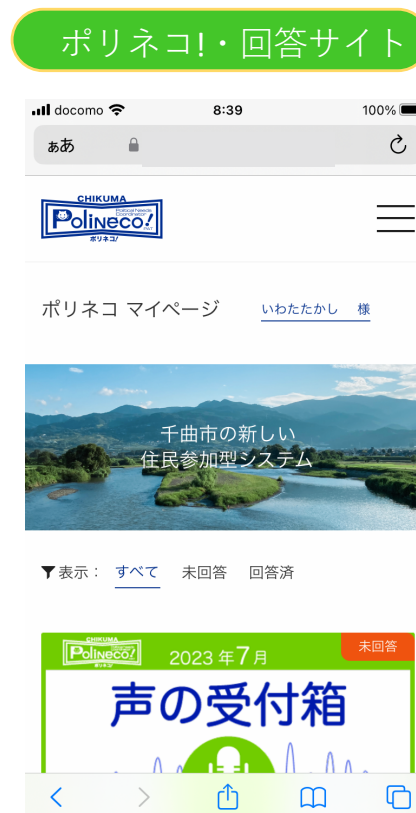 ポリネコ!・回答サイト
docomo 8:39 100%
ぁあ
CHIKUMA
Polineco!
ポリネコ!
ポリネコ マイページ いわたたかし 様
千曲市の新しい
住民参加型システム
表示: すべて 未回答 回答済
CHIKUMA
Polineco!
ポリネコ!
2023年7月 未回答
声の受付箱